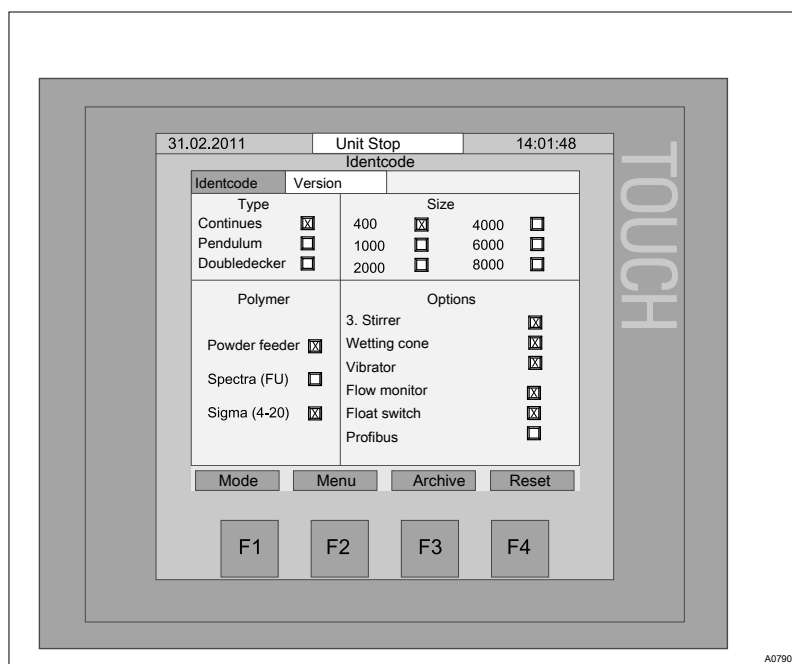 31.02.2011 Unit Stop 14:01:48
Identcode
Identcode Version
Type Size
Continues X 400 X 4000
Pendulum 1000 6000
Doubledecker 2000 8000
Polymer Options
3. Stirrer X
Powder feeder X Wetting cone X
Vibrator X
Spectra (FU) Flow monitor X
Sigma (4-20) X Float switch X
Profibus
Mode Menu Archive Reset
F1 F2 F3 F4
TOUCH
A0790